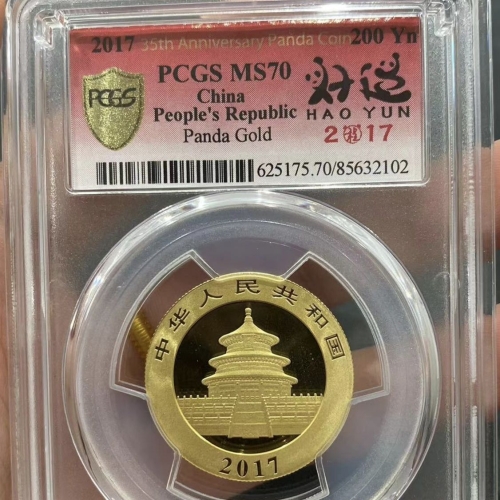 2017 35th Anniversary Panda Coin 200 Yn
PCGS MS70
China
People's Republic
Panda Gold
PCGS
好运
HAO YUN
2017
625175.70/85632102
中华人民共和国
2017